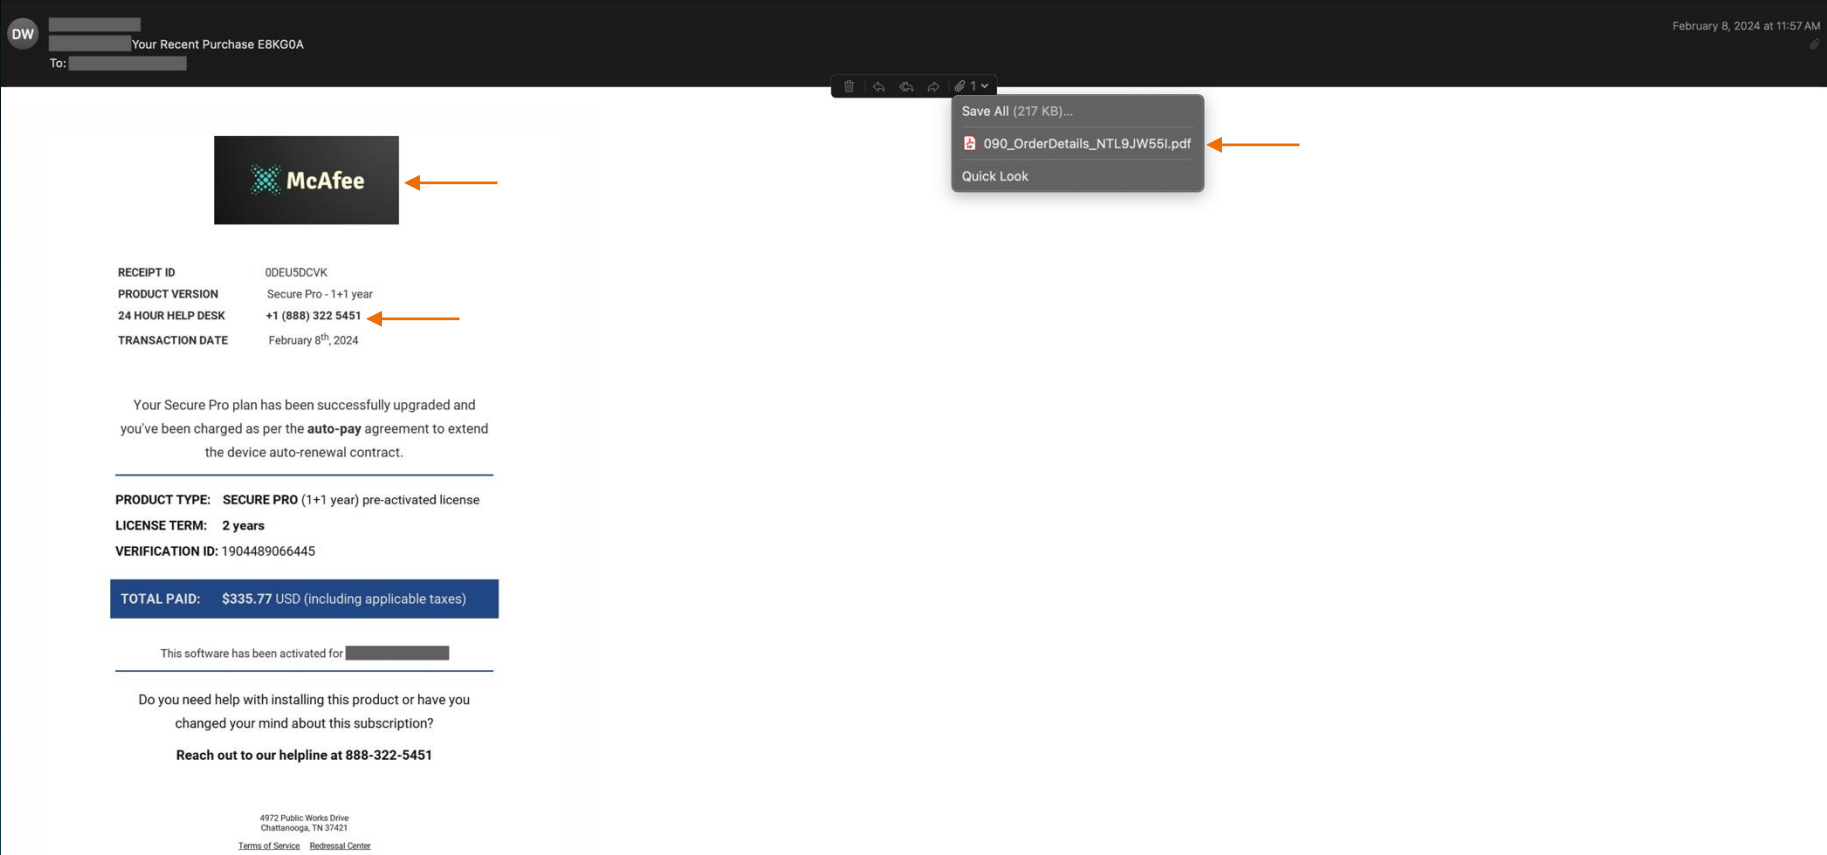 DW
Your Recent Purchase E8KG0A
To:
February 8, 2024 at 11:57 AM
1
Save All (217 KB)...
090_OrderDetails_NTL9JW55I.pdf
Quick Look
McAfee
RECEIPT ID 0DEU5DCVK
PRODUCT VERSION Secure Pro - 1+1 year
24 HOUR HELP DESK +1 (888) 322 5451
TRANSACTION DATE February 8th, 2024
Your Secure Pro plan has been successfully upgraded and
you've been charged as per the auto-pay agreement to extend
the device auto-renewal contract.
PRODUCT TYPE: SECURE PRO (1+1 year) pre-activated license
LICENSE TERM: 2 years
VERIFICATION ID: 1904489066445
TOTAL PAID: $335.77 USD (including applicable taxes)
This software has been activated for
Do you need help with installing this product or have you
changed your mind about this subscription?
Reach out to our helpline at 888-322-5451
4972 Public Works Drive
Chattanooga, TN 37421
Terms of Service Redressal Center